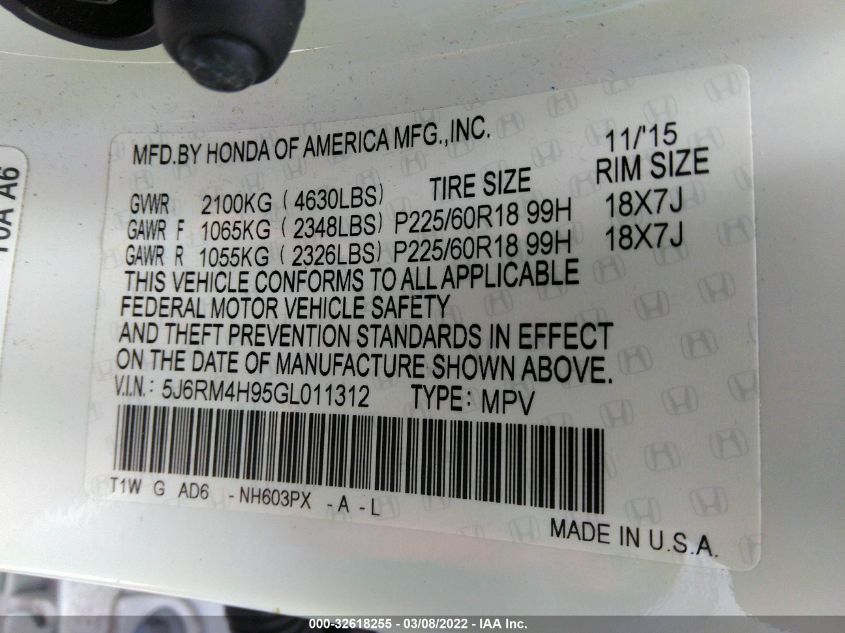 MFD.BY HONDA OF AMERICA MFG.,INC. 11/'15
TIRE SIZE RIM SIZE
GVWR 2100KG ( 4630LBS)
GAWR F 1065KG ( 2348LBS) P225/60R18 99H 18X7J
GAWR R 1055KG ( 2326LBS) P225/60R18 99H 18X7J
THIS VEHICLE CONFORMS TO ALL APPLICABLE
FEDERAL MOTOR VEHICLE SAFETY
AND THEFT PREVENTION STANDARDS IN EFFECT
ON THE DATE OF MANUFACTURE SHOWN ABOVE.
V.I.N.: 5J6RM4H95GL011312 TYPE: MPV
T1W G AD6 - NH603PX - A - L
MADE IN U.S.A.
000-32618255 - 03/08/2022 - IAA Inc.